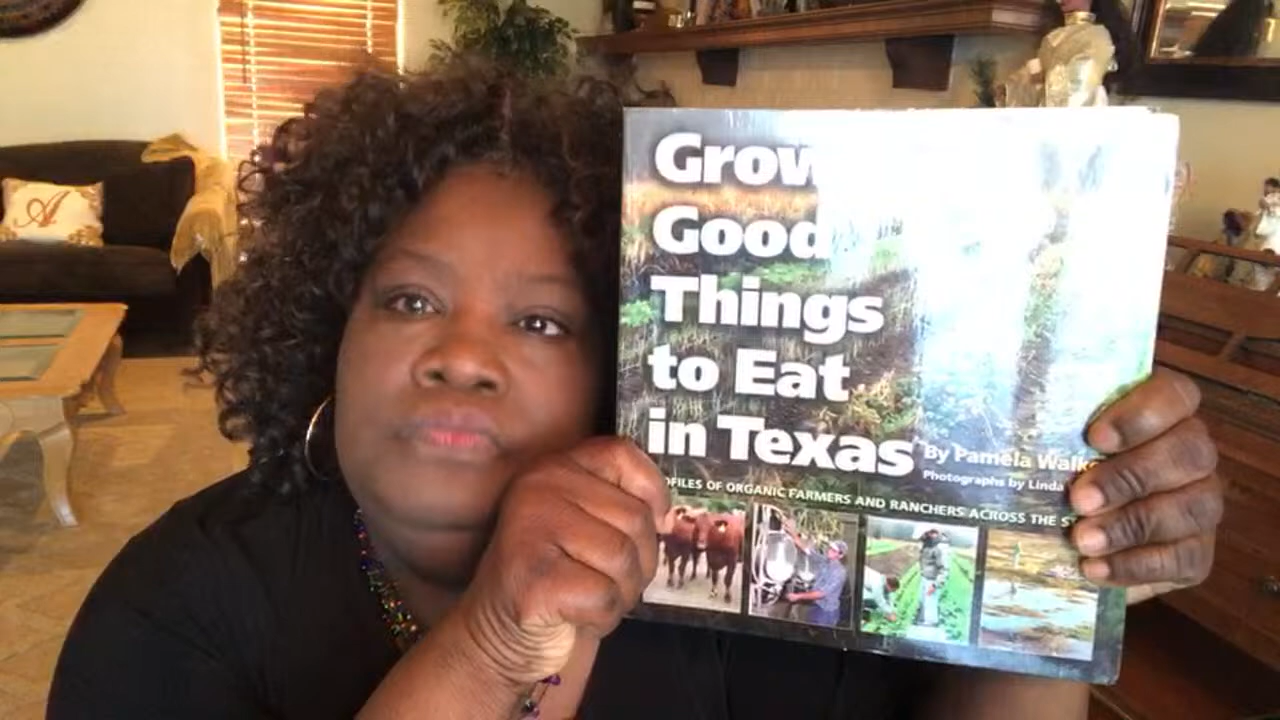 A
Grow
Good
Things
to Eat
in Texas
By Pamela Walk
Photographs by Linda
OFILES OF ORGANIC FARMERS AND RANCHERS ACROSS THE ST